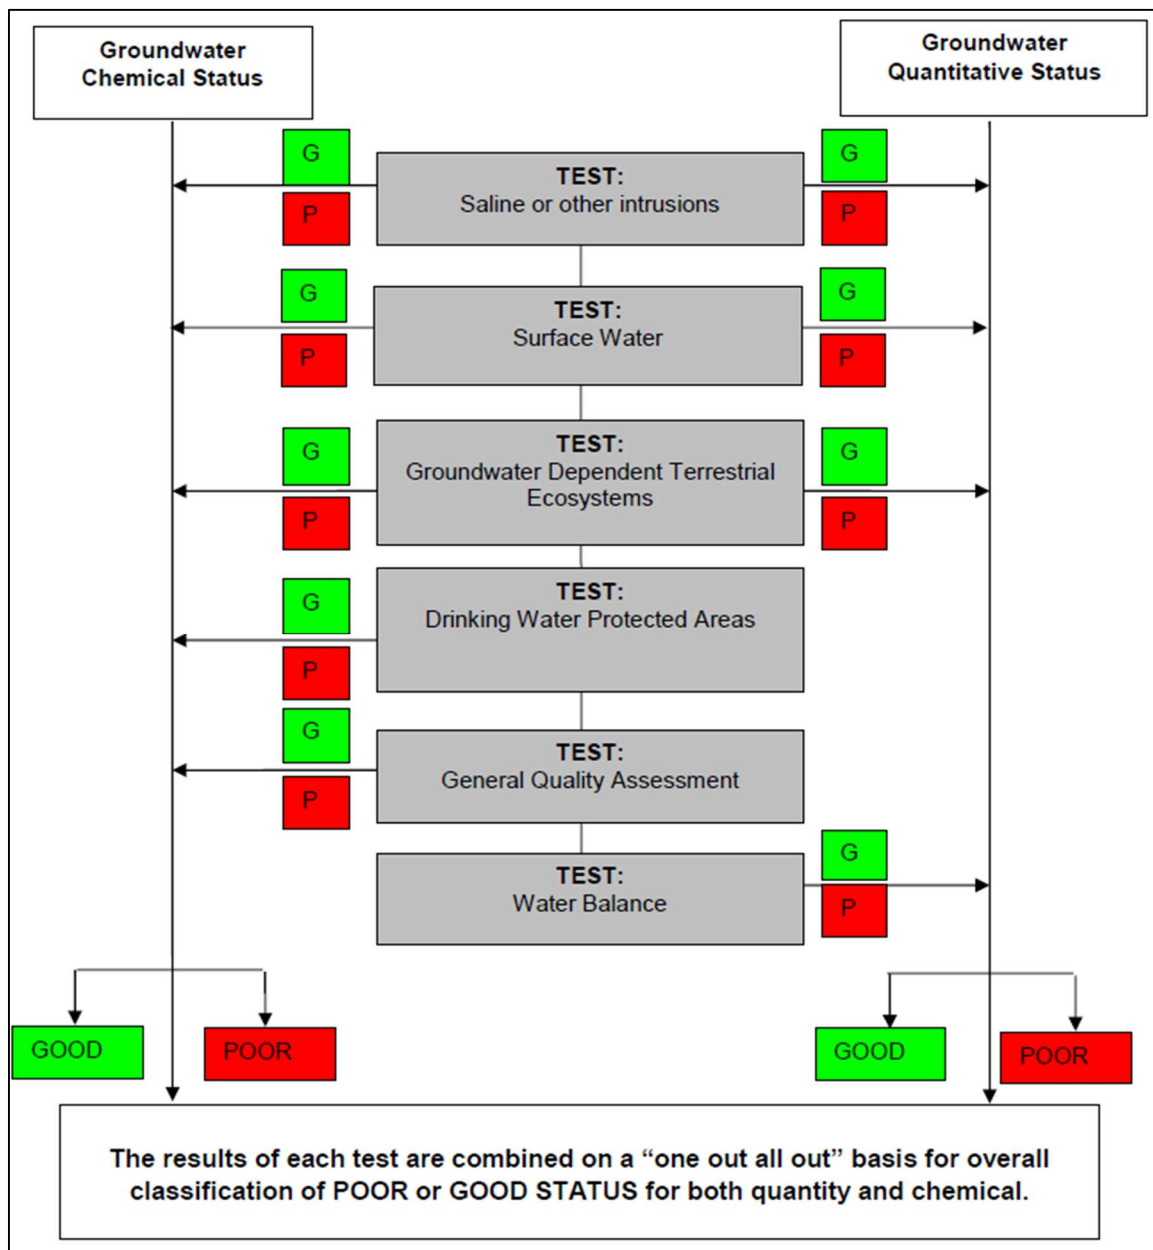 Groundwater
Chemical Status
Groundwater
Quantitative Status
G
P
TEST:
Saline or other intrusions
G
P
G
P
TEST:
Surface Water
G
P
G
P
TEST:
Groundwater Dependent Terrestrial
Ecosystems
G
P
G
P
TEST:
Drinking Water Protected Areas
G
P
TEST:
General Quality Assessment
TEST:
Water Balance
G
P
GOOD
POOR
GOOD
POOR
The results of each test are combined on a “one out all out” basis for overall
classification of POOR or GOOD STATUS for both quantity and chemical.